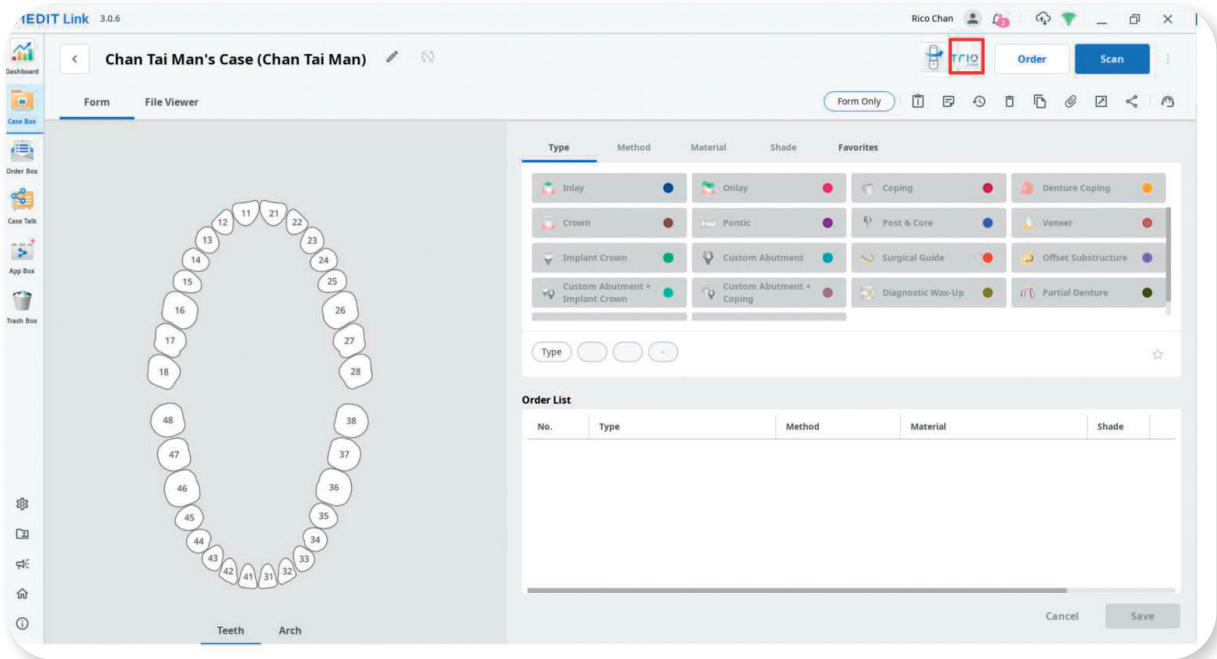 MEDIT Link 3.0.6
Rico Chan
Chan Tai Man's Case (Chan Tai Man)
Order
Scan
Form
File Viewer
Form Only
Dashboard
Case Box
Order Box
Case Talk
App Box
Trash Box
Type Method Material Shade Favorites
Inlay Onlay Coping Denture Coping
Crown Pontic Post & Core Veneer
Implant Crown Custom Abutment Surgical Guide Offset Substructure
Custom Abutment + Implant Crown Custom Abutment + Coping Diagnostic Wax-Up Partial Denture
Type -
Order List
No. Type Method Material Shade
11 21
12 22
13 23
14 24
15 25
16 26
17 27
18 28
48 38
47 37
46 36
45 35
44 34
43 33
42 41 31 32
Teeth Arch
Cancel Save